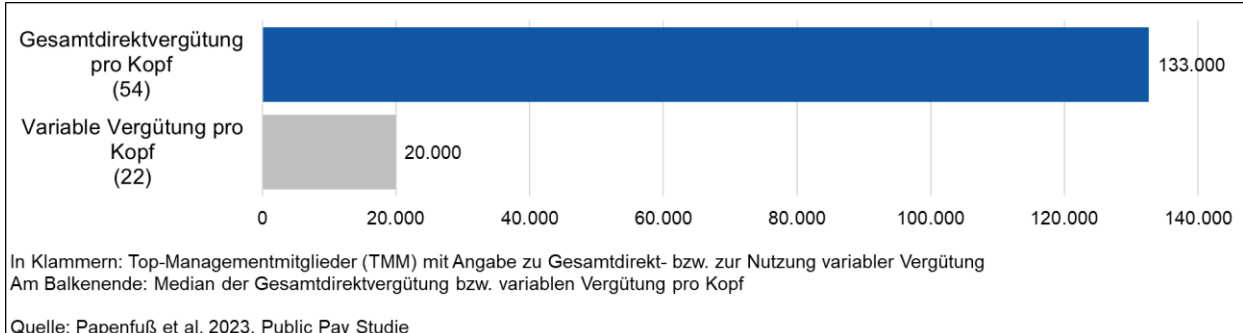 Gesamtdirektvergütung
pro Kopf
(54)
133.000
Variable Vergütung pro
Kopf
(22)
20.000
0 20.000 40.000 60.000 80.000 100.000 120.000 140.000
In Klammern: Top-Managementmitglieder (TMM) mit Angabe zu Gesamtdirekt- bzw. zur Nutzung variabler Vergütung
Am Balkenende: Median der Gesamtdirektvergütung bzw. variablen Vergütung pro Kopf
Quelle: Papenfuß et al. 2023, Public Pay Studie